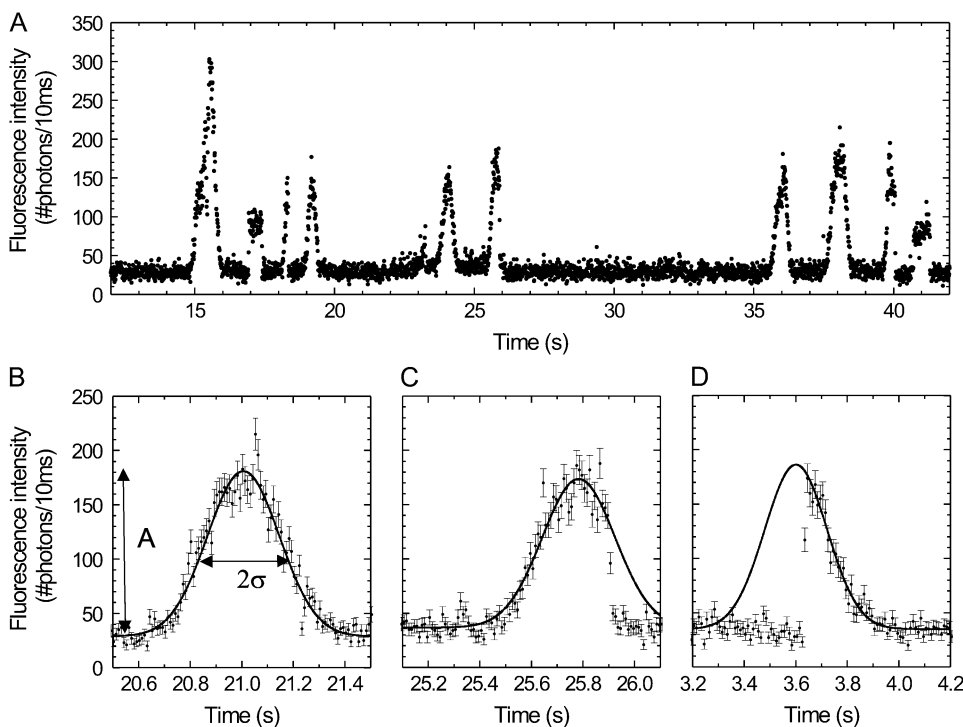 A
Fluorescence intensity
(#photons/10ms)
350
300
250
200
150
100
50
0
15 20 25 30 35 40
Time (s)
B C D
Fluorescence intensity
(#photons/10ms)
250
200
150
100
50
0
A
2σ
20.6 20.8 21.0 21.2 21.4 25.2 25.4 25.6 25.8 26.0 3.2 3.4 3.6 3.8 4.0 4.2
Time (s) Time (s) Time (s)